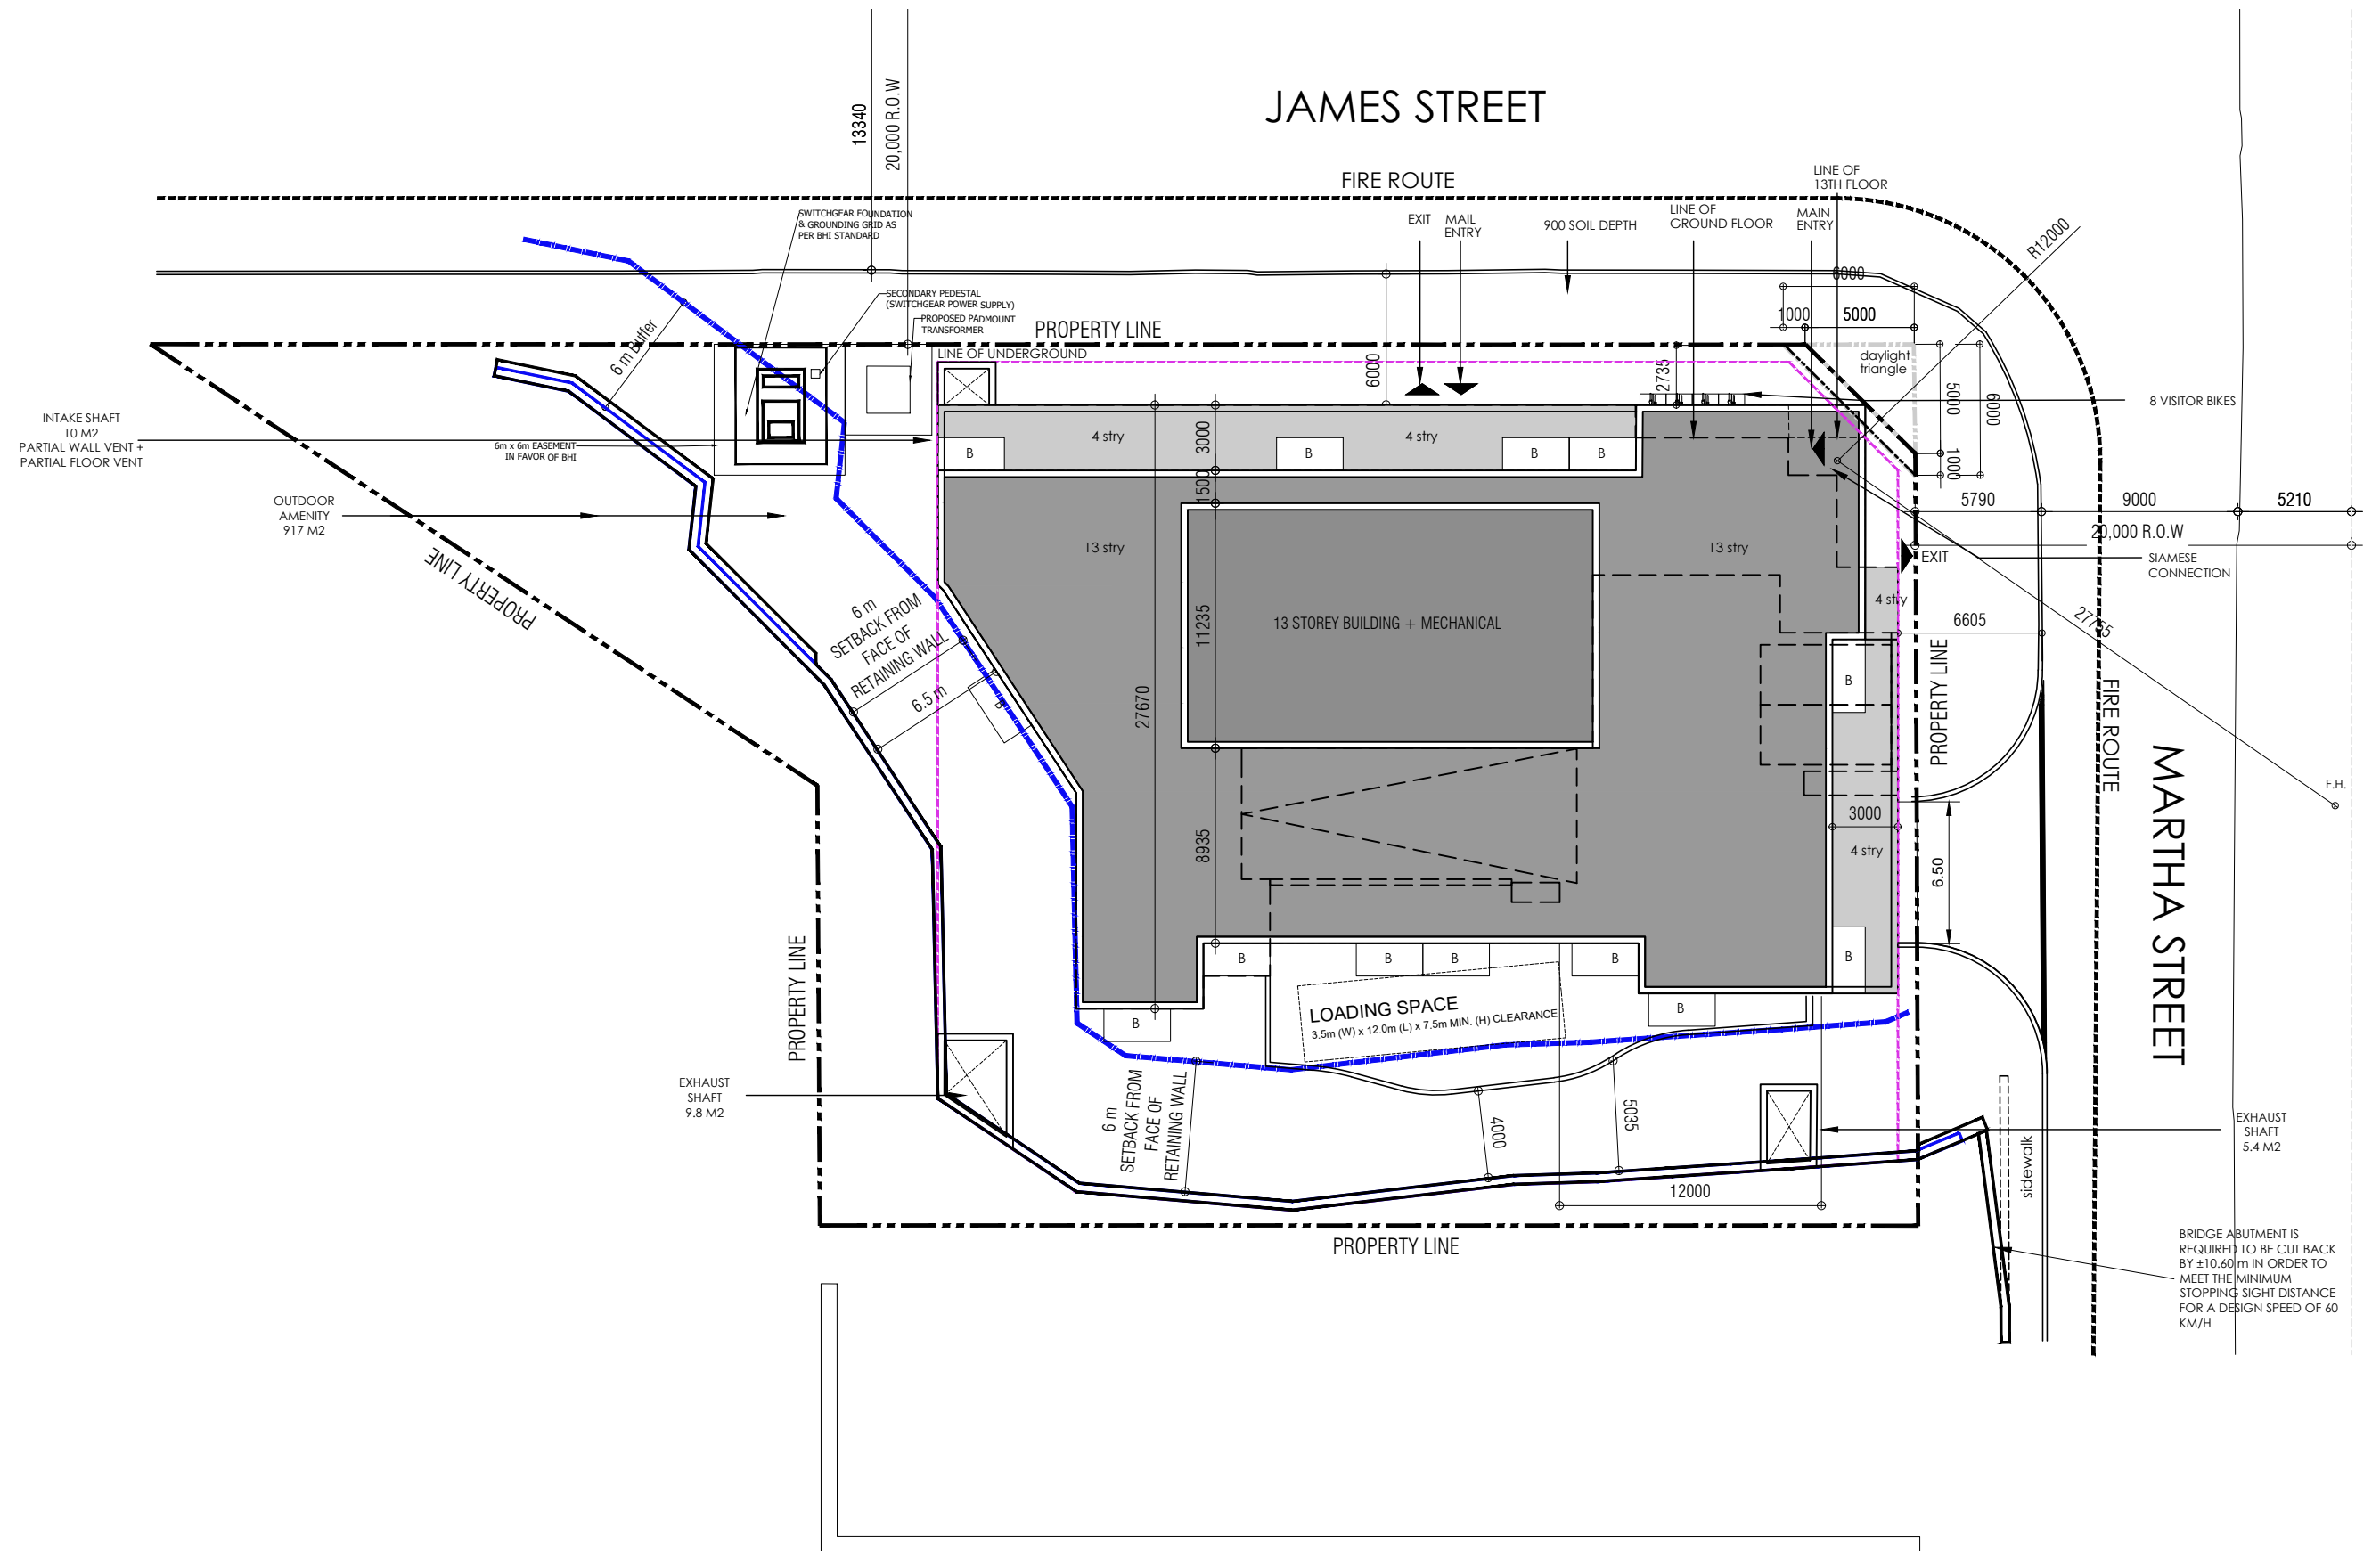 JAMES STREET
13340
20,000 R.O.W
FIRE ROUTE
LINE OF
13TH FLOOR
SWITCHGEAR FOUNDATION
& GROUNDING GRID AS
PER BHI STANDARD
EXIT
MAIL
ENTRY
900 SOIL DEPTH
LINE OF
GROUND FLOOR
MAIN
ENTRY
R12000
6000
SECONDARY PEDESTAL
(SWITCHGEAR POWER SUPPLY)
PROPOSED PADMOUNT
TRANSFORMER
PROPERTY LINE
1000
5000
6 m Buffer
LINE OF UNDERGROUND
6000
2735
daylight
triangle
5000
6000
1000
8 VISITOR BIKES
INTAKE SHAFT
10 M2
PARTIAL WALL VENT +
PARTIAL FLOOR VENT
6m x 6m EASEMENT
IN FAVOR OF BHI
4 stry
3000
4 stry
B
B
B
B
1500
OUTDOOR
AMENITY
917 M2
5790
9000
5210
20,000 R.O.W
13 stry
13 stry
EXIT
SIAMESE
CONNECTION
PROPERTY LINE
6 m
SETBACK FROM
FACE OF
RETAINING WALL
6.5 m
B
11235
13 STOREY BUILDING + MECHANICAL
4 stry
6605
27755
27670
B
PROPERTY LINE
FIRE ROUTE
MARTHA STREET
F.H.
8935
3000
4 stry
6.50
PROPERTY LINE
B
B
B
B
B
LOADING SPACE
3.5m (W) x 12.0m (L) x 7.5m MIN. (H) CLEARANCE
B
B
EXHAUST
SHAFT
9.8 M2
6 m
SETBACK FROM
FACE OF
RETAINING WALL
4000
5035
EXHAUST
SHAFT
5.4 M2
sidewalk
12000
PROPERTY LINE
BRIDGE ABUTMENT IS
REQUIRED TO BE CUT BACK
BY ±10.60 m IN ORDER TO
MEET THE MINIMUM
STOPPING SIGHT DISTANCE
FOR A DESIGN SPEED OF 60
KM/H